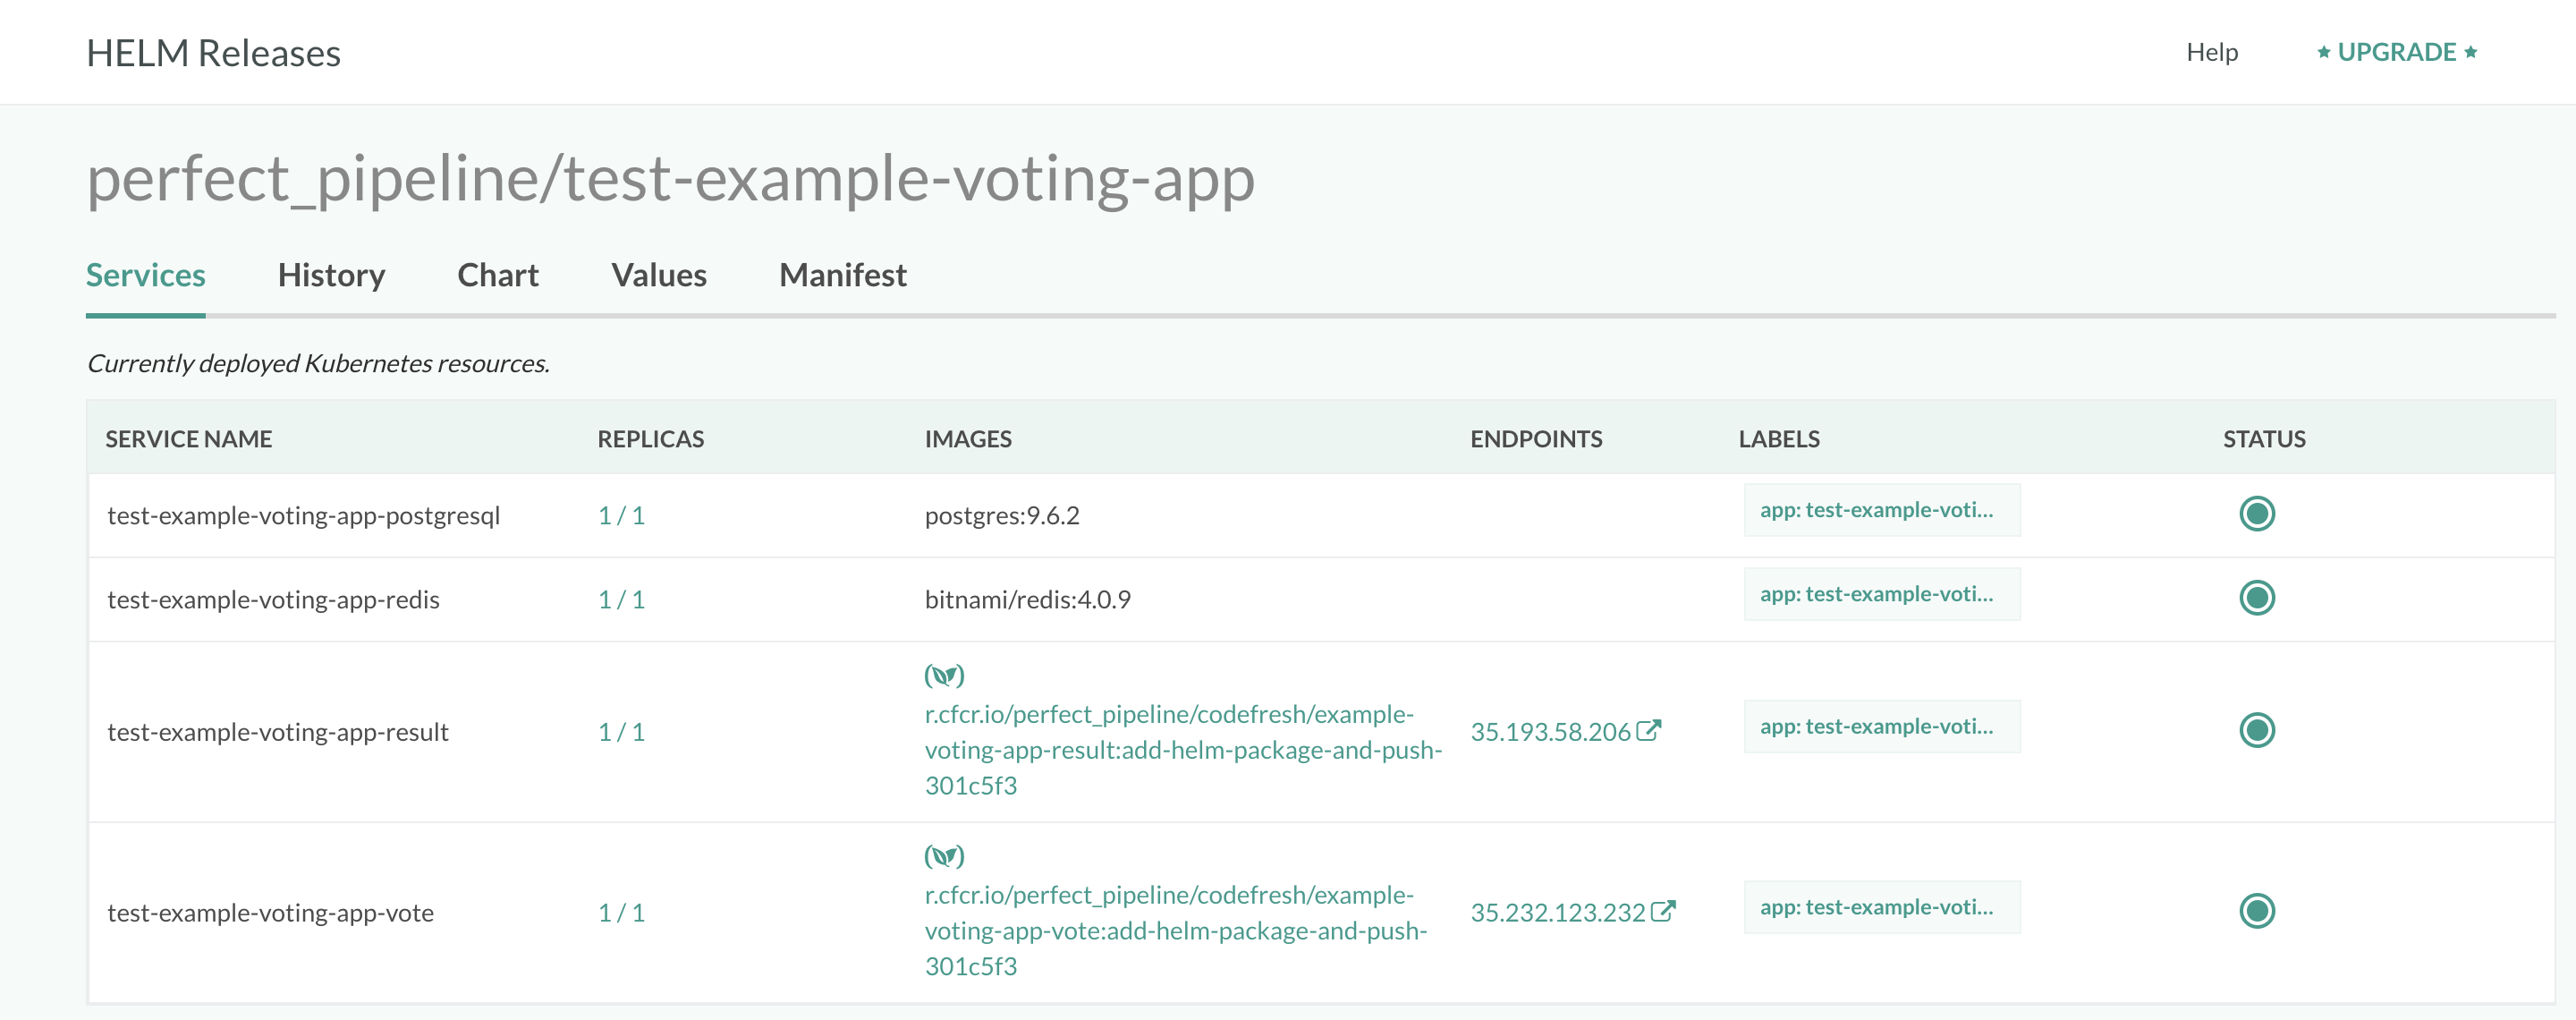 HELM Releases
Help
UPGRADE
perfect_pipeline/test-example-voting-app
Services History Chart Values Manifest
Currently deployed Kubernetes resources.
SERVICE NAME REPLICAS IMAGES ENDPOINTS LABELS STATUS
test-example-voting-app-postgresql 1 / 1 postgres:9.6.2 app: test-example-voti...
test-example-voting-app-redis 1 / 1 bitnami/redis:4.0.9 app: test-example-voti...
test-example-voting-app-result 1 / 1
r.cfcr.io/perfect_pipeline/codefresh/example-
voting-app-result:add-helm-package-and-push-
301c5f3
35.193.58.206 app: test-example-voti...
test-example-voting-app-vote 1 / 1
r.cfcr.io/perfect_pipeline/codefresh/example-
voting-app-vote:add-helm-package-and-push-
301c5f3
35.232.123.232 app: test-example-voti...